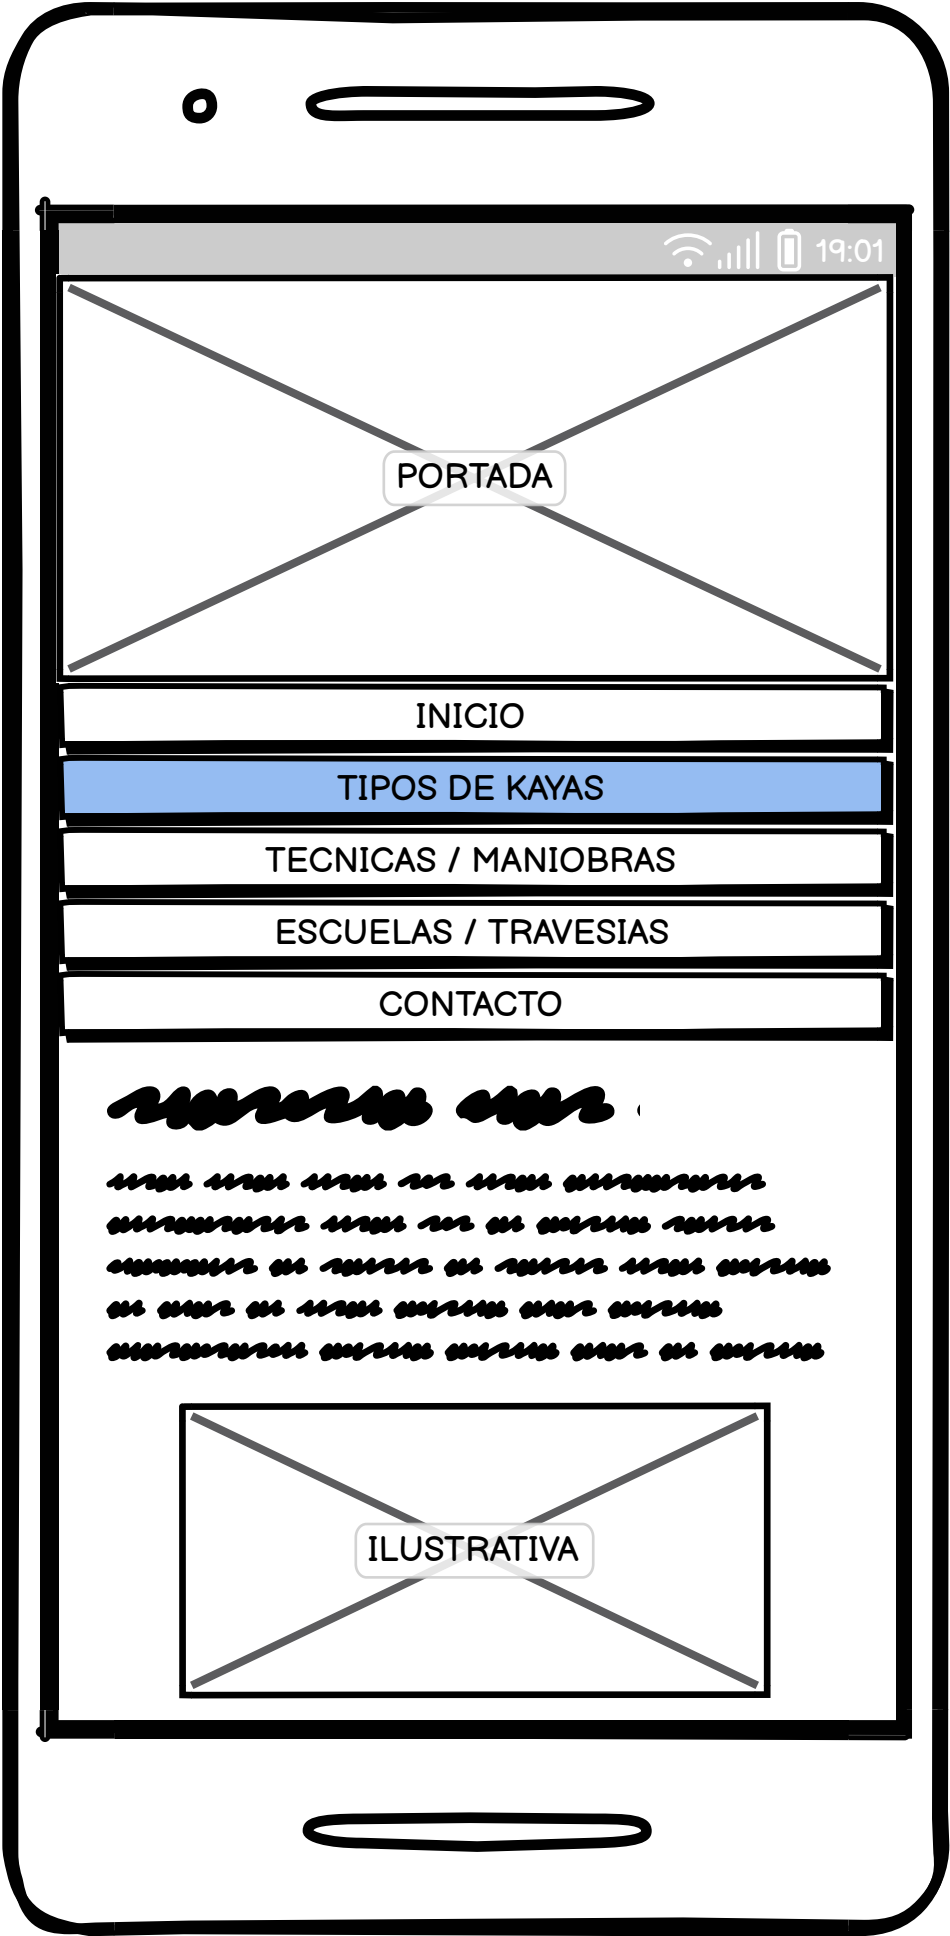 19:01
PORTADA
INICIO
TIPOS DE KAYAS
TECNICAS / MANIOBRAS
ESCUELAS / TRAVESIAS
CONTACTO
ILUSTRATIVA